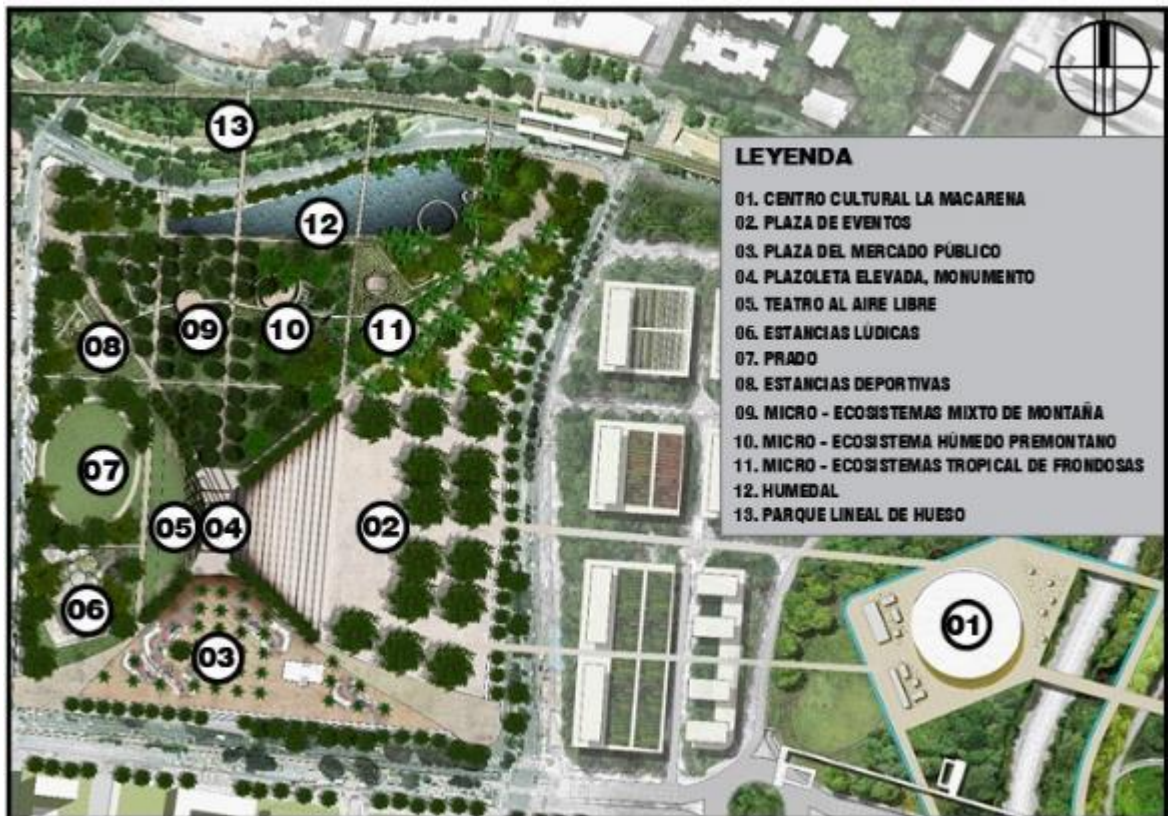 13
12
09
10
11
08
07
05
04
02
06
03
01
LEYENDA
01. CENTRO CULTURAL LA MACARENA
02. PLAZA DE EVENTOS
03. PLAZA DEL MERCADO PÚBLICO
04. PLAZOLETA ELEVADA, MONUMENTO
05. TEATRO AL AIRE LIBRE
06. ESTANCIAS LÚDICAS
07. PRADO
08. ESTANCIAS DEPORTIVAS
09. MICRO - ECOSISTEMAS MIXTO DE MONTAÑA
10. MICRO - ECOSISTEMA HÚMEDO PREMONTANO
11. MICRO - ECOSISTEMAS TROPICAL DE FRONDOSAS
12. HUMEDAL
13. PARQUE LINEAL DE HUESO